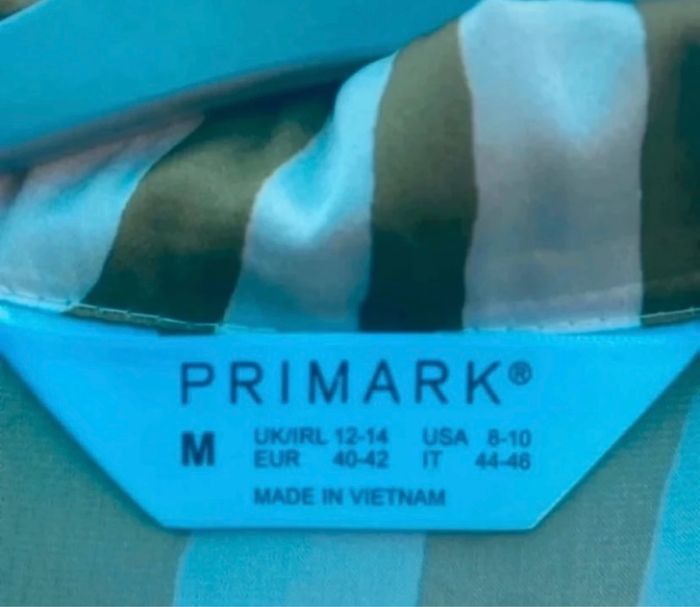 PRIMARK®
M UK/IRL 12-14 USA 8-10
EUR 40-42 IT 44-46
MADE IN VIETNAM